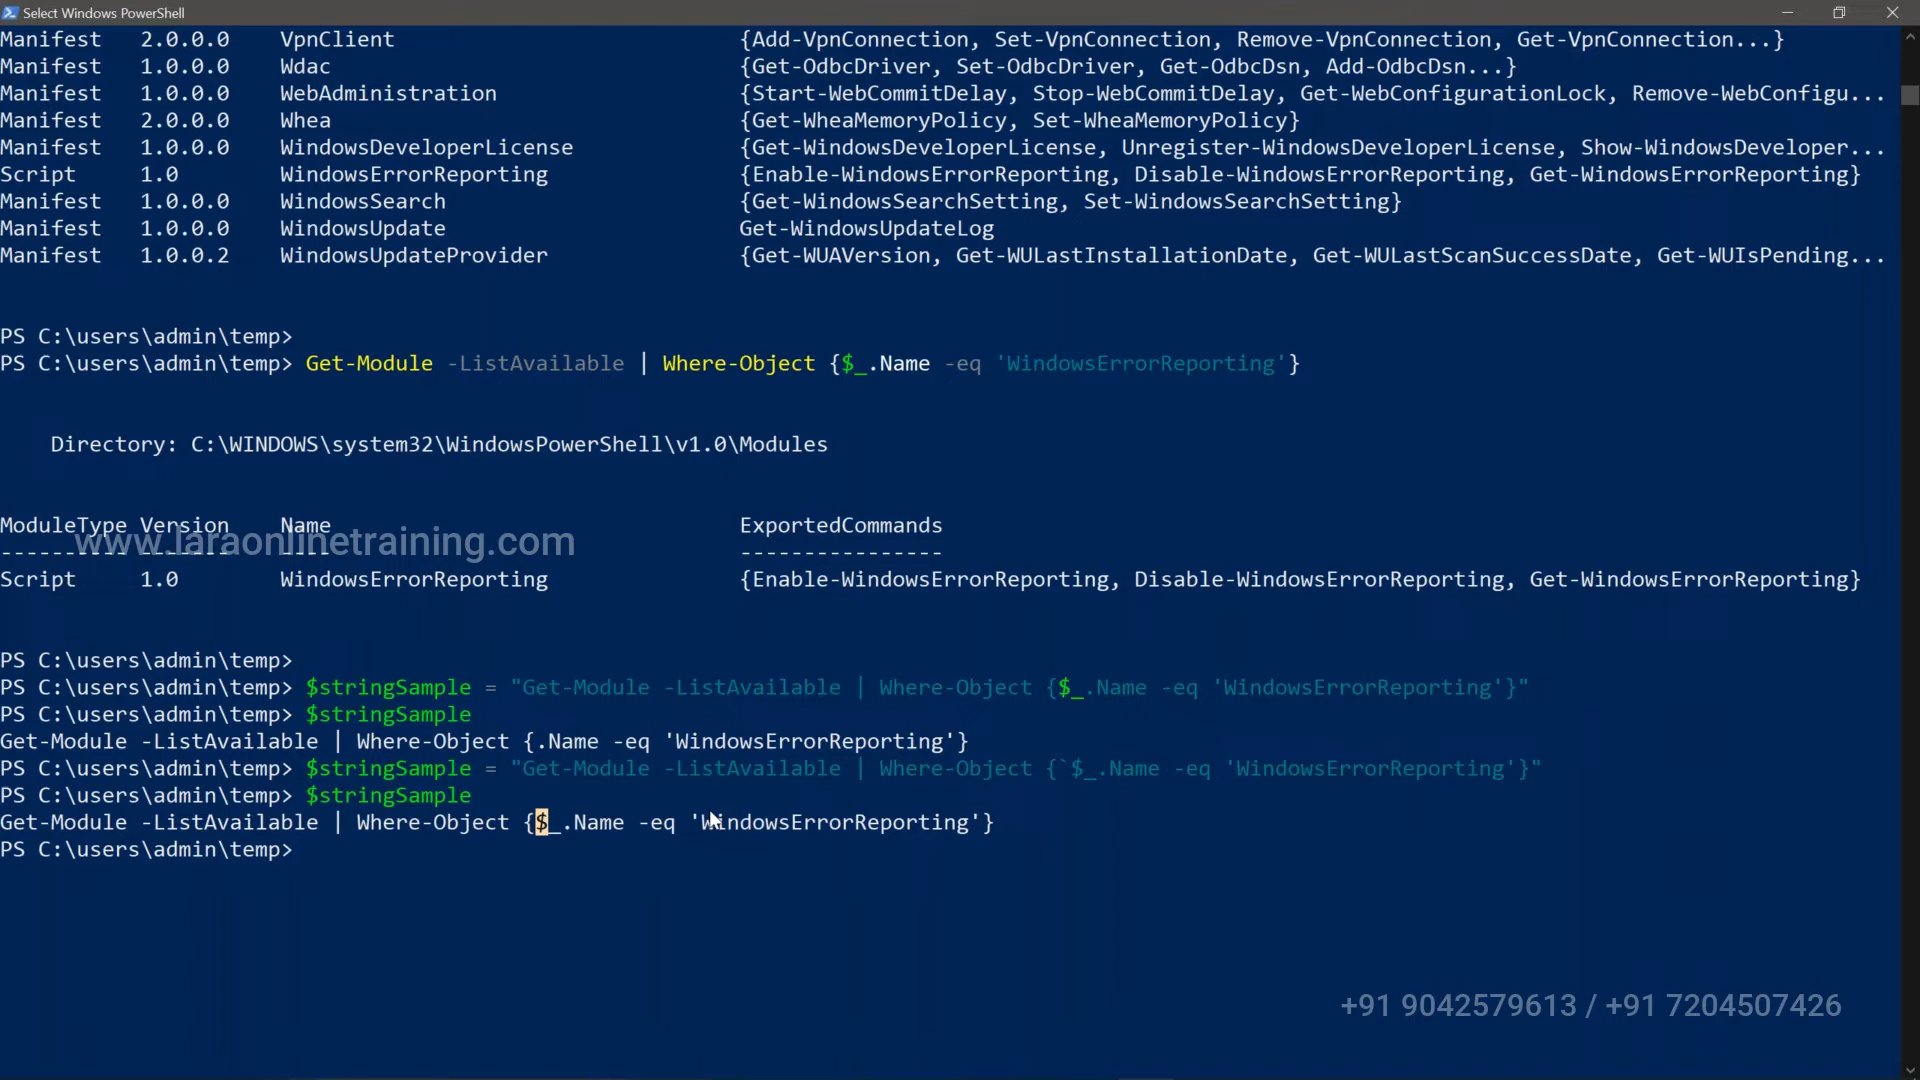 Select Windows PowerShell
Manifest 2.0.0.0 VpnClient {Add-VpnConnection, Set-VpnConnection, Remove-VpnConnection, Get-VpnConnection...}
Manifest 1.0.0.0 Wdac {Get-OdbcDriver, Set-OdbcDriver, Get-OdbcDsn, Add-OdbcDsn...}
Manifest 1.0.0.0 WebAdministration {Start-WebCommitDelay, Stop-WebCommitDelay, Get-WebConfigurationLock, Remove-WebConfigu...
Manifest 2.0.0.0 Whea {Get-WheaMemoryPolicy, Set-WheaMemoryPolicy}
Manifest 1.0.0.0 WindowsDeveloperLicense {Get-WindowsDeveloperLicense, Unregister-WindowsDeveloperLicense, Show-WindowsDeveloper...
Script 1.0 WindowsErrorReporting {Enable-WindowsErrorReporting, Disable-WindowsErrorReporting, Get-WindowsErrorReporting}
Manifest 1.0.0.0 WindowsSearch {Get-WindowsSearchSetting, Set-WindowsSearchSetting}
Manifest 1.0.0.0 WindowsUpdate Get-WindowsUpdateLog
Manifest 1.0.0.2 WindowsUpdateProvider {Get-WUAVersion, Get-WULastInstallationDate, Get-WULastScanSuccessDate, Get-WUIsPending...
PS C:\users\admin\temp>
PS C:\users\admin\temp> Get-Module -ListAvailable | Where-Object {$_.Name -eq 'WindowsErrorReporting'}
Directory: C:\WINDOWS\system32\WindowsPowerShell\v1.0\Modules
ModuleType Version Name ExportedCommands
---------- ------- ---- ----------------
www.laraonlinetraining.com
Script 1.0 WindowsErrorReporting {Enable-WindowsErrorReporting, Disable-WindowsErrorReporting, Get-WindowsErrorReporting}
PS C:\users\admin\temp>
PS C:\users\admin\temp> $stringSample = "Get-Module -ListAvailable | Where-Object {$_.Name -eq 'WindowsErrorReporting'}"
PS C:\users\admin\temp> $stringSample
Get-Module -ListAvailable | Where-Object {.Name -eq 'WindowsErrorReporting'}
PS C:\users\admin\temp> $stringSample = "Get-Module -ListAvailable | Where-Object {`$_.Name -eq 'WindowsErrorReporting'}"
PS C:\users\admin\temp> $stringSample
Get-Module -ListAvailable | Where-Object {$_.Name -eq 'WindowsErrorReporting'}
PS C:\users\admin\temp>
+91 9042579613 / +91 7204507426